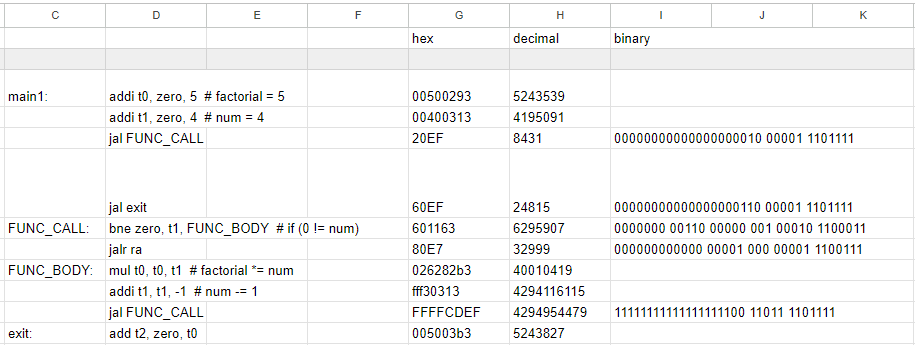 C D E F G H I J K
hex decimal binary
main1: addi t0, zero, 5 # factorial = 5 00500293 5243539
addi t1, zero, 4 # num = 4 00400313 4195091
jal FUNC_CALL 20EF 8431 00000000000000000010 00001 1101111
jal exit 60EF 24815 00000000000000000110 00001 1101111
FUNC_CALL: bne zero, t1, FUNC_BODY # if (0 != num) 601163 6295907 0000000 00110 00000 001 00010 1100011
jalr ra 80E7 32999 000000000000 00001 000 00001 1100111
FUNC_BODY: mul t0, t0, t1 # factorial *= num 026282b3 40010419
addi t1, t1, -1 # num -= 1 fff30313 4294116115
jal FUNC_CALL FFFFCDEF 4294954479 11111111111111111100 11011 1101111
exit: add t2, zero, t0 005003b3 5243827